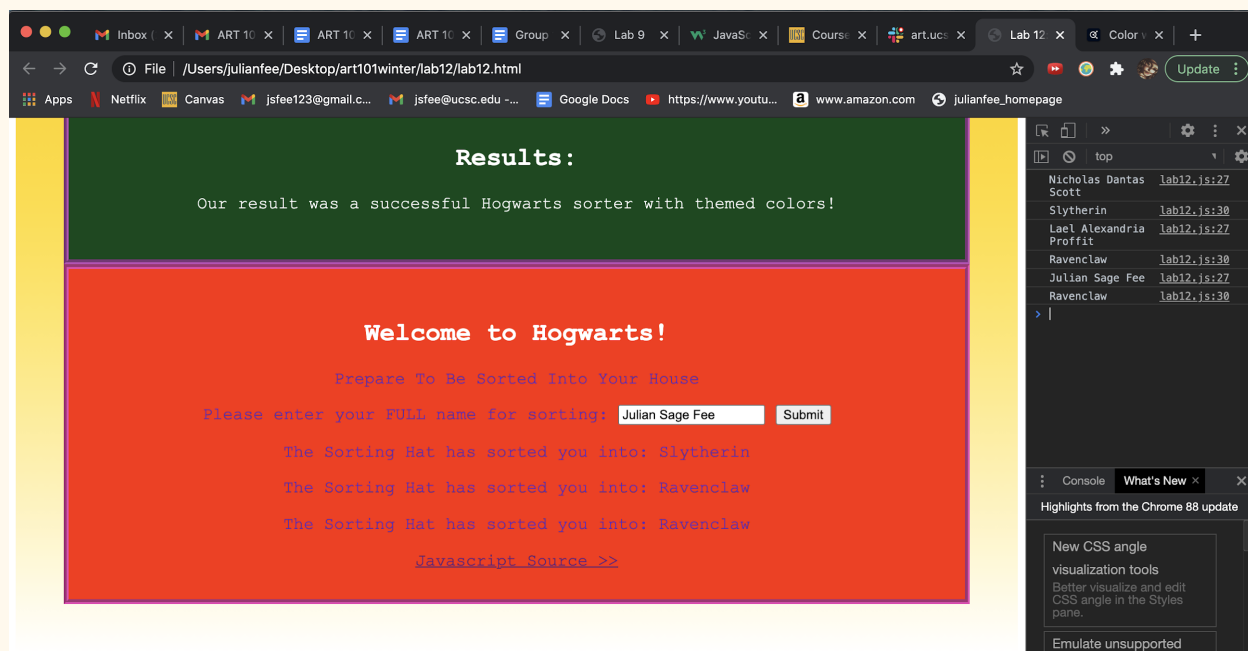 Inbox (
ART 10
ART 10
ART 10
Group
Lab 9
JavaSc
Course
art.ucs
Lab 12
Color v
File | /Users/julianfee/Desktop/art101winter/lab12/lab12.html
Update
Apps
Netflix
UCSC
Canvas
jsfee123@gmail.c...
jsfee@ucsc.edu -...
Google Docs
https://www.youtu...
www.amazon.com
julianfee_homepage
Results:
Our result was a successful Hogwarts sorter with themed colors!
Welcome to Hogwarts!
Prepare To Be Sorted Into Your House
Please enter your FULL name for sorting: Julian Sage Fee Submit
The Sorting Hat has sorted you into: Slytherin
The Sorting Hat has sorted you into: Ravenclaw
The Sorting Hat has sorted you into: Ravenclaw
Javascript Source >>
top
Nicholas Dantas lab12.js:27
Scott
Slytherin lab12.js:30
Lael Alexandria lab12.js:27
Proffit
Ravenclaw lab12.js:30
Julian Sage Fee lab12.js:27
Ravenclaw lab12.js:30
Console What's New
Highlights from the Chrome 88 update
New CSS angle
visualization tools
Better visualize and edit
CSS angle in the Styles
pane.
Emulate unsupported